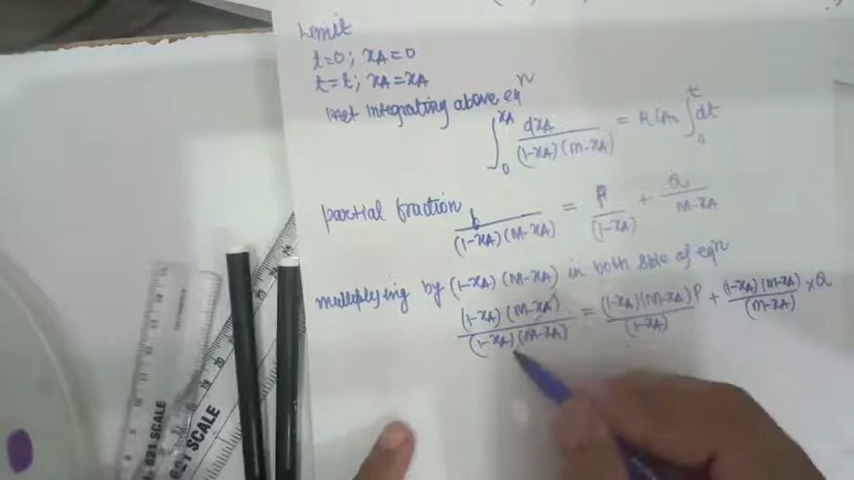 Limit
t=0; xA=0
t=t; xA=xA
Integrating above eqn
∫₀^xA dxA/((1-xA)(M-xA)) = k CA₀ ∫₀^t dt
partial fraction 1/((1-xA)(M-xA)) = P/(1-xA) + Q/(M-xA)
multiplying by (1-xA)(M-xA) in both side of eqn
(1-xA)(M-xA)/((1-xA)(M-xA)) = (1-xA)(M-xA)P/(1-xA) + (1-xA)(M-xA)/(M-xA) × Q
SCALE
SCALE